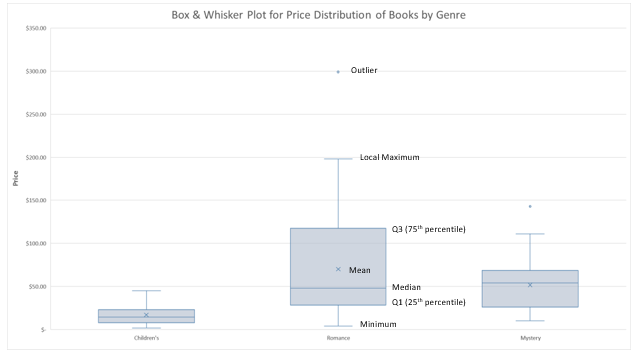 Box & Whisker Plot for Price Distribution of Books by Genre
$350.00
$300.00
Outlier
$250.00
$200.00
Local Maximum
Price
$150.00
Q3 (75th percentile)
$100.00
Mean
$50.00
Median
Q1 (25th percentile)
Minimum
$-
Children's
Romance
Mystery